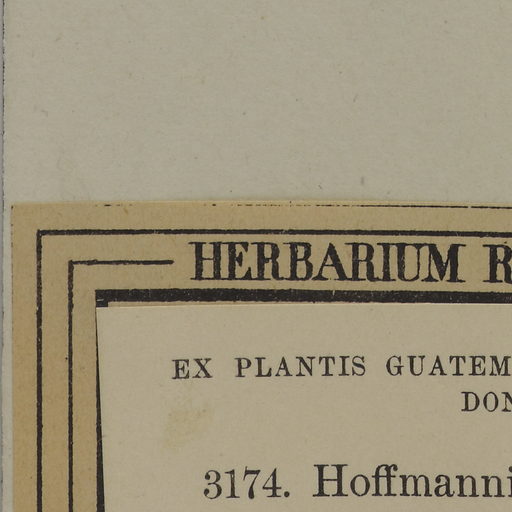 HERBARIUM R
EX PLANTIS GUATEM
DON
3174. Hoffmanni